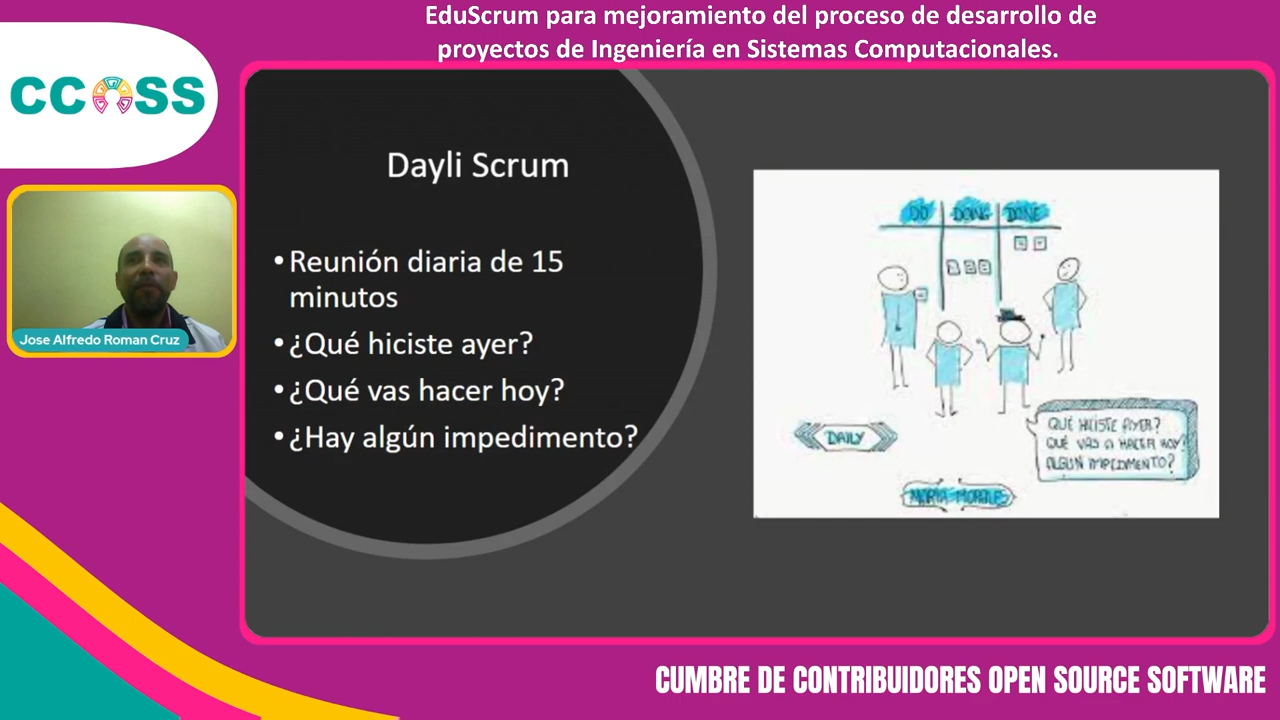 EduScrum para mejoramiento del proceso de desarrollo de
proyectos de Ingeniería en Sistemas Computacionales.
CCOSS
Jose Alfredo Roman Cruz
Dayli Scrum
• Reunión diaria de 15
minutos
• ¿Qué hiciste ayer?
• ¿Qué vas hacer hoy?
• ¿Hay algún impedimento?
DO DOING DONE
DAILY
QUÉ HICISTE AYER?
QUÉ VAS A HACER HOY?
ALGUN IMPEDIMENTO?
CUMBRE DE CONTRIBUIDORES OPEN SOURCE SOFTWARE